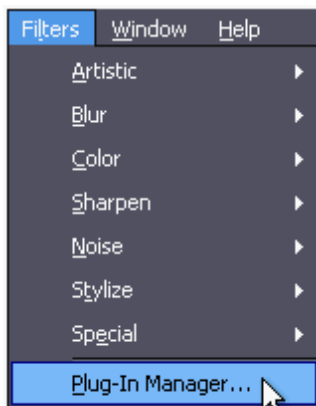 Filters Window Help
Artistic
Blur
Color
Sharpen
Noise
Stylize
Special
Plug-In Manager...